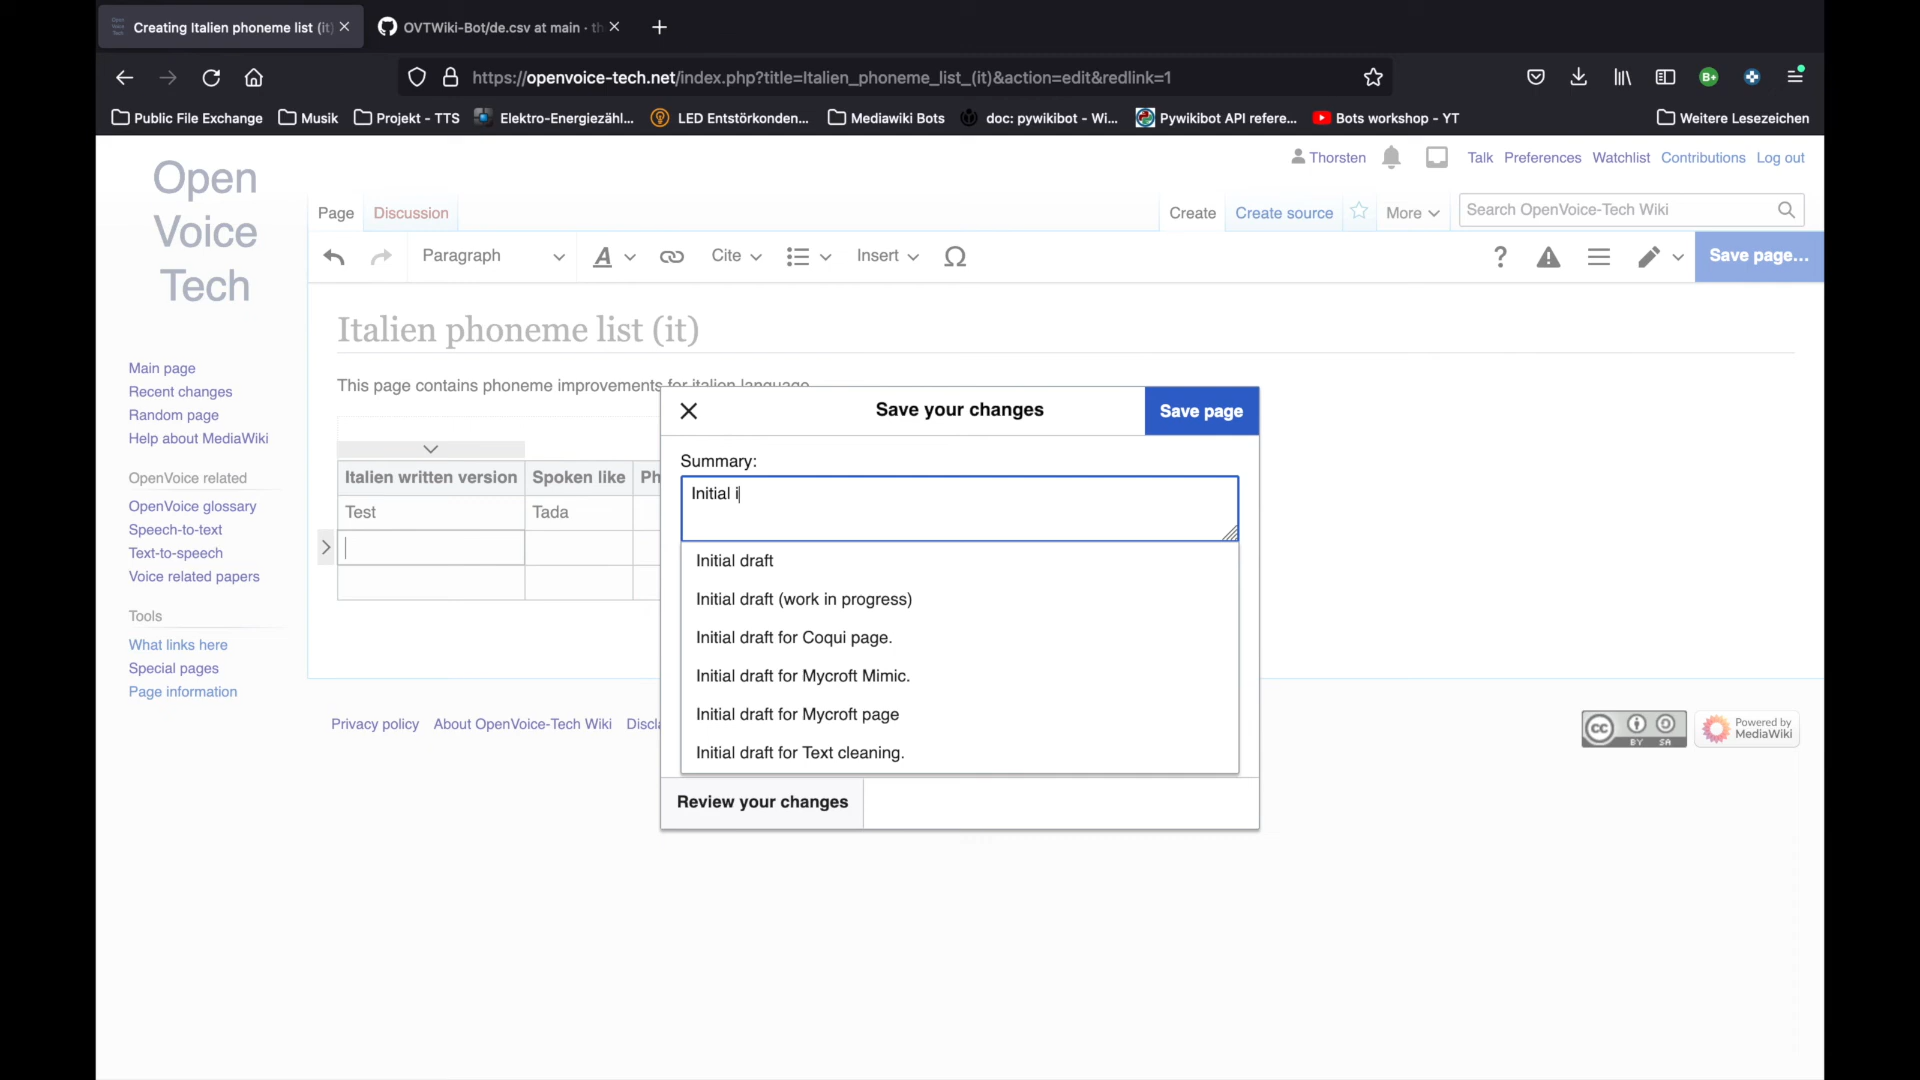 Creating Italien phoneme list (it)
OVTWiki-Bot/de.csv at main · th
https://openvoice-tech.net/index.php?title=Italien_phoneme_list_(it)&action=edit&redlink=1
Public File Exchange
Musik
Projekt - TTS
Elektro-Energiezähl...
LED Entstörkonden...
Mediawiki Bots
doc: pywikibot - Wi...
Pywikibot API refere...
Bots workshop - YT
Weitere Lesezeichen
Open
Voice
Tech
Thorsten
Talk
Preferences
Watchlist
Contributions
Log out
Page
Discussion
Create
Create source
More
Search OpenVoice-Tech Wiki
Paragraph
A
Cite
Insert
Ω
?
Save page...
Italien phoneme list (it)
This page contains phoneme improvements for italien language
Italien written version
Spoken like
Ph
Test
Tada
Main page
Recent changes
Random page
Help about MediaWiki
OpenVoice related
OpenVoice glossary
Speech-to-text
Text-to-speech
Voice related papers
Tools
What links here
Special pages
Page information
Save your changes
Save page
Summary:
Initial i
Initial draft
Initial draft (work in progress)
Initial draft for Coqui page.
Initial draft for Mycroft Mimic.
Initial draft for Mycroft page
Initial draft for Text cleaning.
Review your changes
Privacy policy
About OpenVoice-Tech Wiki
Discla
cc
BY SA
Powered by
MediaWiki
B+